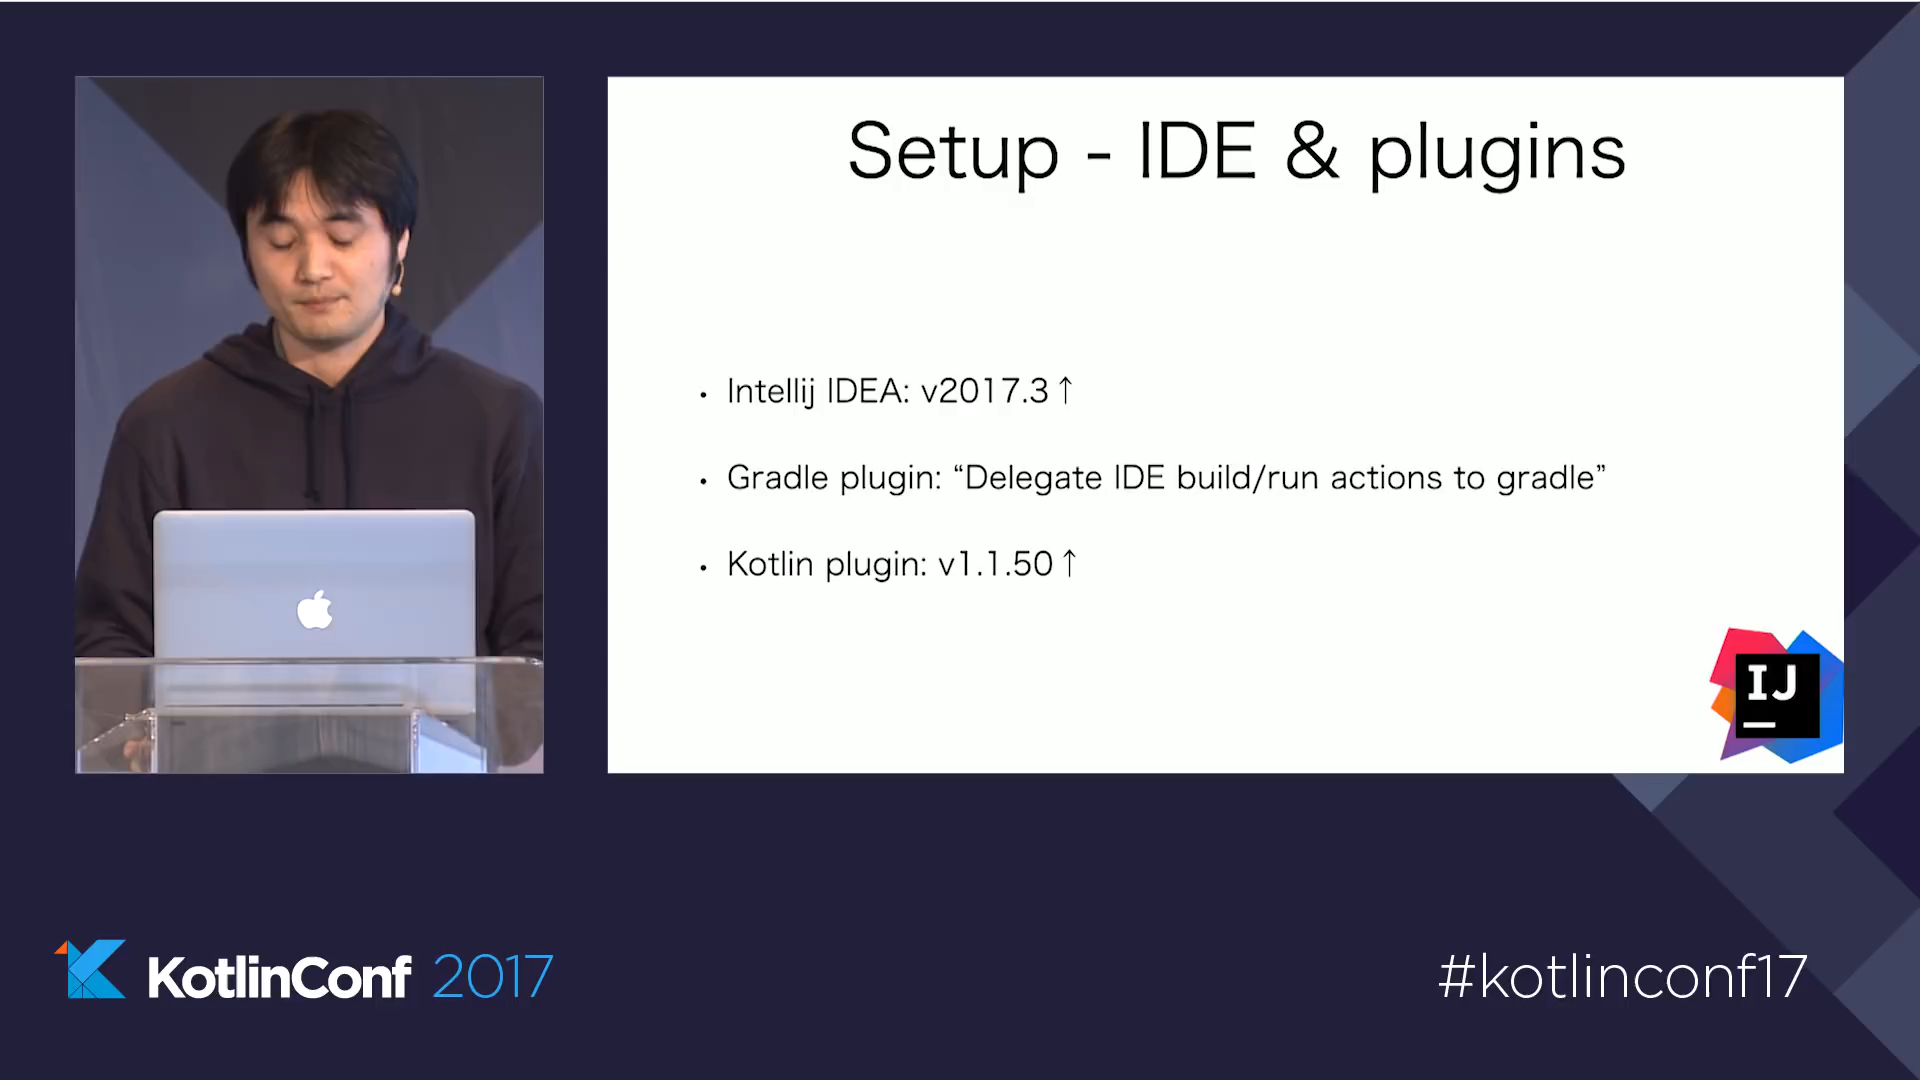 Setup - IDE & plugins
• Intellij IDEA: v2017.3↑
• Gradle plugin: “Delegate IDE build/run actions to gradle”
• Kotlin plugin: v1.1.50↑
IJ
KotlinConf 2017
#kotlinconf17